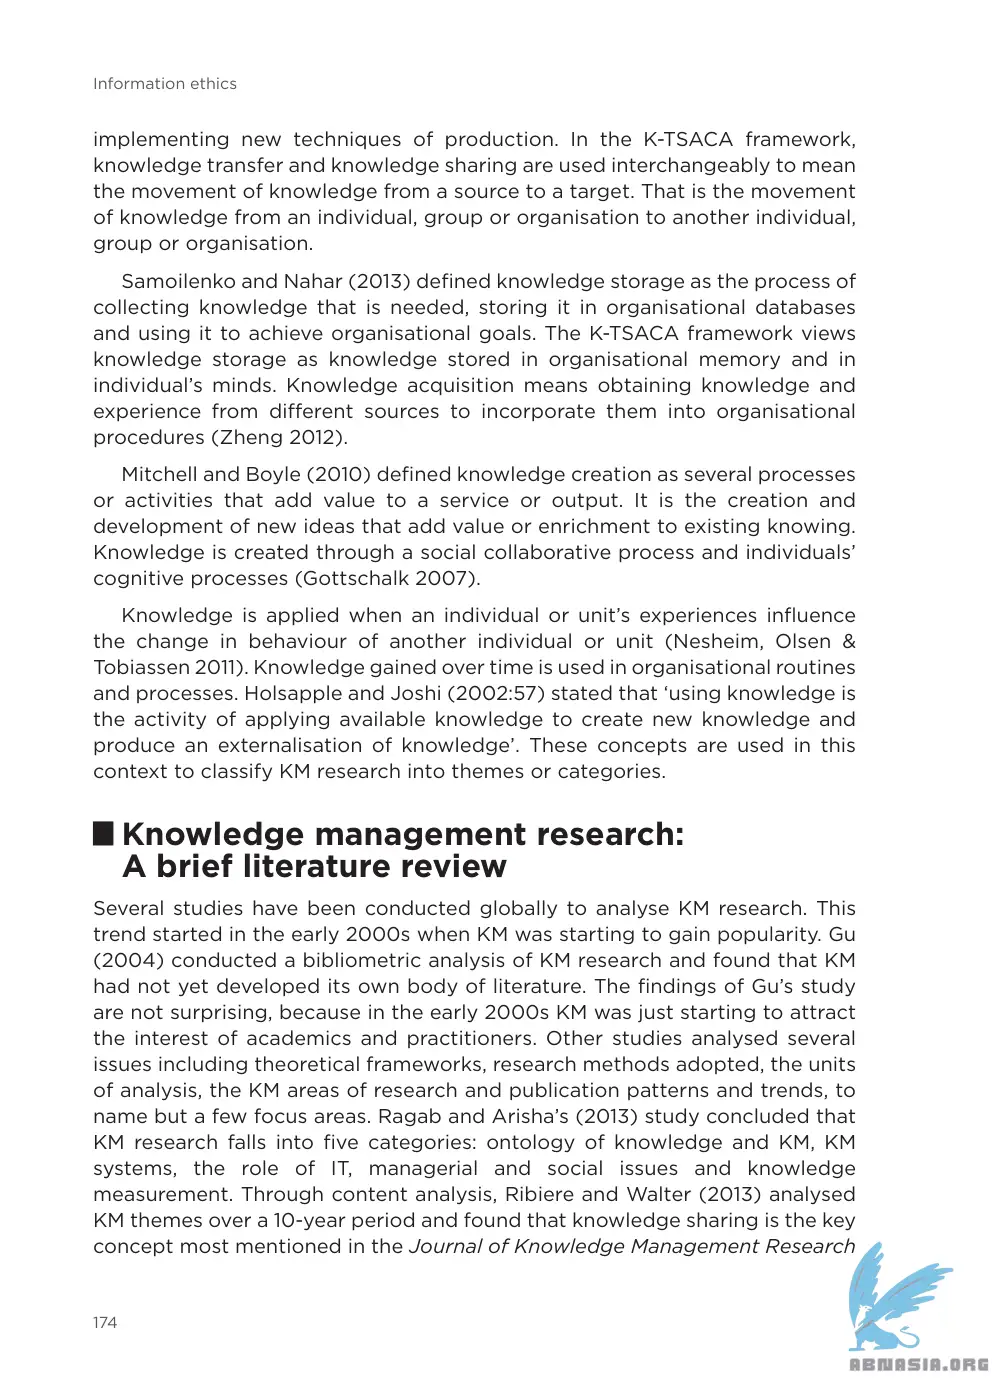 Information ethics
implementing new techniques of production. In the K-TSACA framework,
knowledge transfer and knowledge sharing are used interchangeably to mean
the movement of knowledge from a source to a target. That is the movement
of knowledge from an individual, group or organisation to another individual,
group or organisation.
Samoilenko and Nahar (2013) defined knowledge storage as the process of
collecting knowledge that is needed, storing it in organisational databases
and using it to achieve organisational goals. The K-TSACA framework views
knowledge storage as knowledge stored in organisational memory and in
individual’s minds. Knowledge acquisition means obtaining knowledge and
experience from different sources to incorporate them into organisational
procedures (Zheng 2012).
Mitchell and Boyle (2010) defined knowledge creation as several processes
or activities that add value to a service or output. It is the creation and
development of new ideas that add value or enrichment to existing knowing.
Knowledge is created through a social collaborative process and individuals’
cognitive processes (Gottschalk 2007).
Knowledge is applied when an individual or unit’s experiences influence
the change in behaviour of another individual or unit (Nesheim, Olsen &
Tobiassen 2011). Knowledge gained over time is used in organisational routines
and processes. Holsapple and Joshi (2002:57) stated that ‘using knowledge is
the activity of applying available knowledge to create new knowledge and
produce an externalisation of knowledge’. These concepts are used in this
context to classify KM research into themes or categories.
Knowledge management research:
A brief literature review
Several studies have been conducted globally to analyse KM research. This
trend started in the early 2000s when KM was starting to gain popularity. Gu
(2004) conducted a bibliometric analysis of KM research and found that KM
had not yet developed its own body of literature. The findings of Gu’s study
are not surprising, because in the early 2000s KM was just starting to attract
the interest of academics and practitioners. Other studies analysed several
issues including theoretical frameworks, research methods adopted, the units
of analysis, the KM areas of research and publication patterns and trends, to
name but a few focus areas. Ragab and Arisha’s (2013) study concluded that
KM research falls into five categories: ontology of knowledge and KM, KM
systems, the role of IT, managerial and social issues and knowledge
measurement. Through content analysis, Ribiere and Walter (2013) analysed
KM themes over a 10-year period and found that knowledge sharing is the key
concept most mentioned in the Journal of Knowledge Management Research
174
ABNASIA.ORG